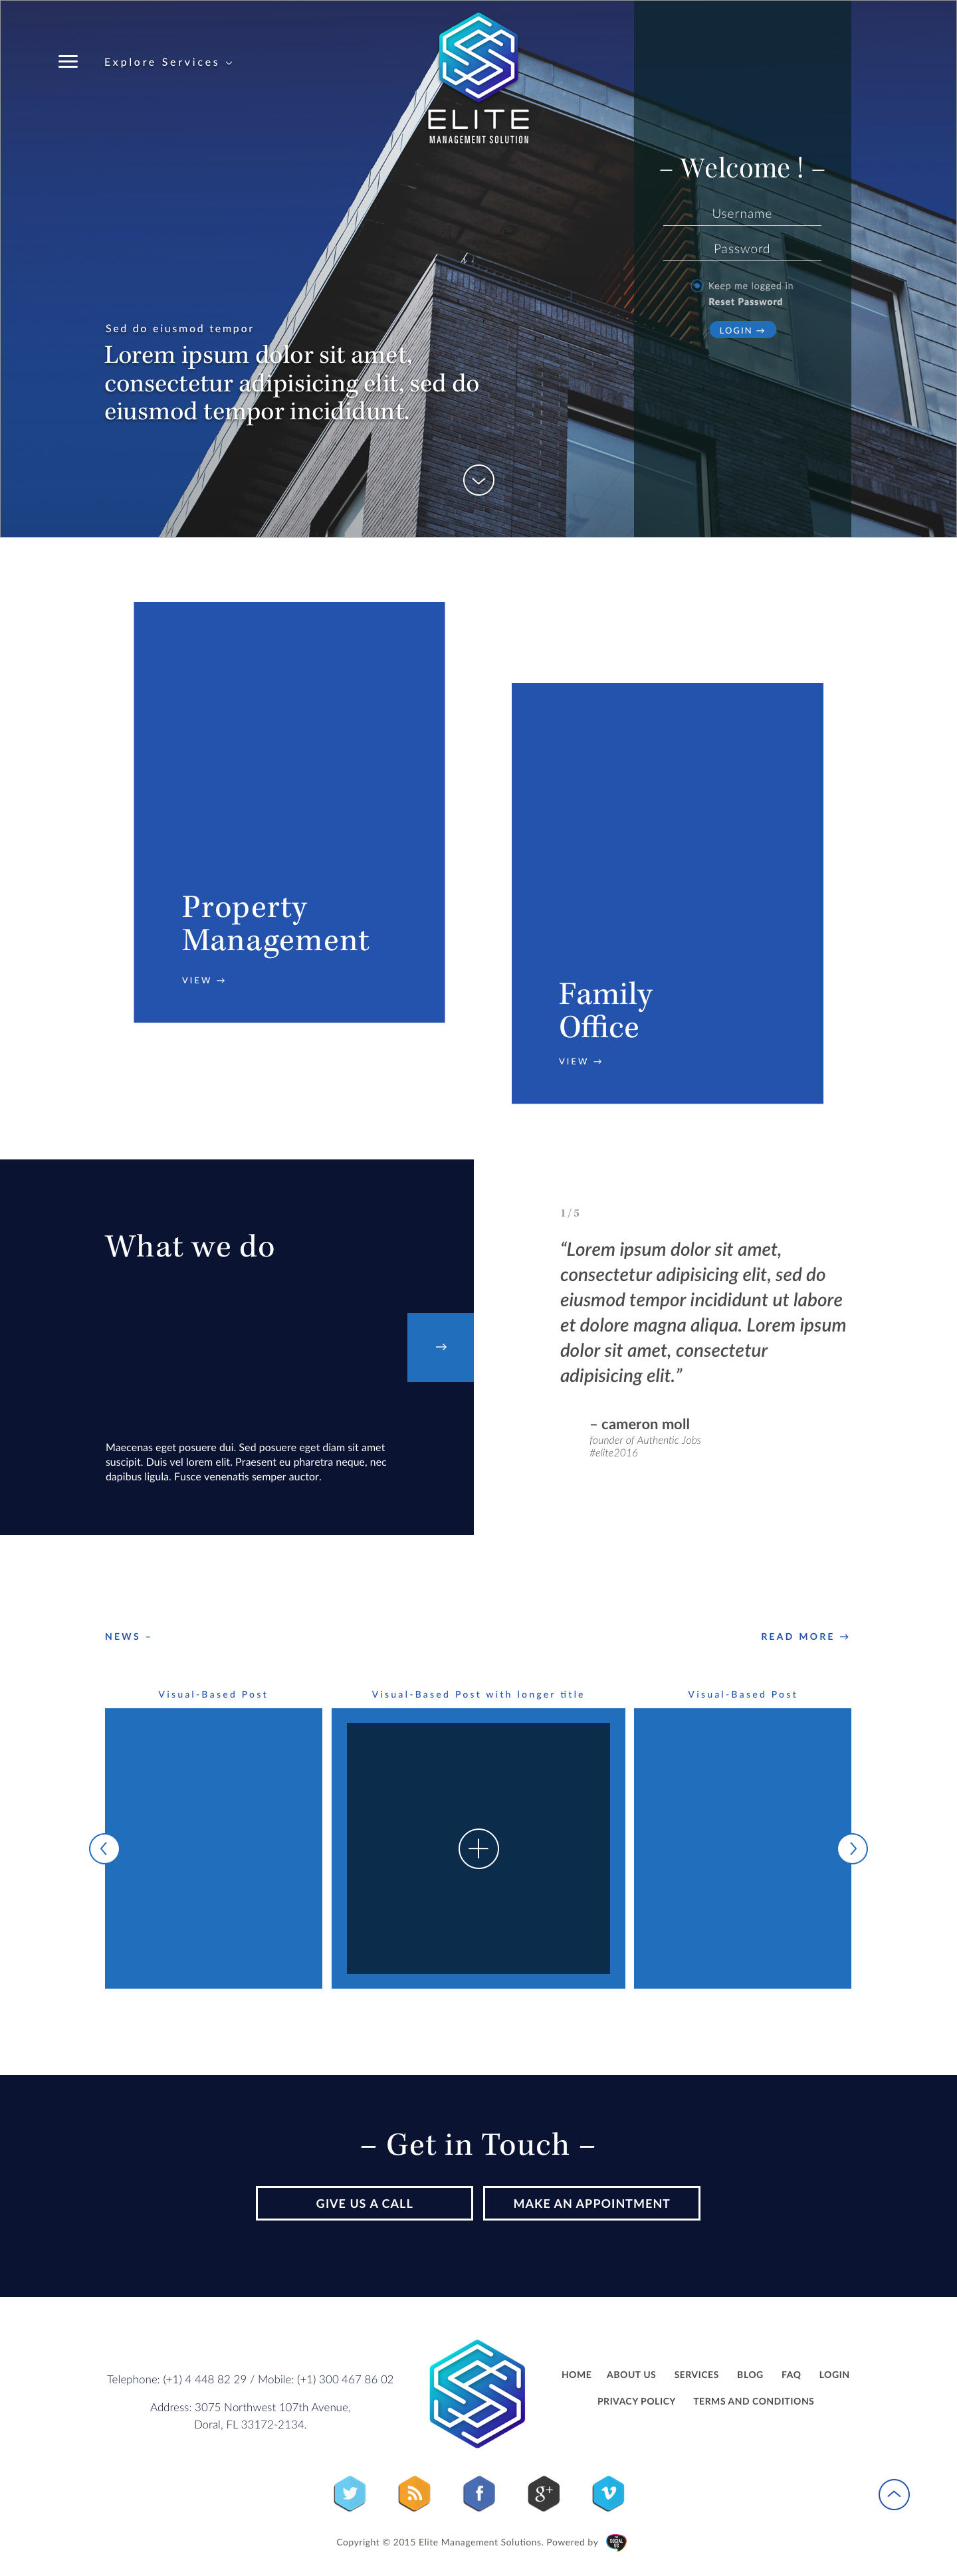 Explore Services
ELITE
MANAGEMENT SOLUTION
– Welcome ! –
Username
Password
Keep me logged in
Reset Password
LOGIN →
Sed do eiusmod tempor
Lorem ipsum dolor sit amet,
consectetur adipisicing elit, sed do
eiusmod tempor incididunt.
Property
Management
VIEW →
Family
Office
VIEW →
What we do
→
Maecenas eget posuere dui. Sed posuere eget diam sit amet
suscipit. Duis vel lorem elit. Praesent eu pharetra neque, nec
dapibus ligula. Fusce venenatis semper auctor.
1 / 5
“Lorem ipsum dolor sit amet,
consectetur adipisicing elit, sed do
eiusmod tempor incididunt ut labore
et dolore magna aliqua. Lorem ipsum
dolor sit amet, consectetur
adipisicing elit.”
– cameron moll
founder of Authentic Jobs
#elite2016
NEWS –
READ MORE →
Visual-Based Post
Visual-Based Post with longer title
Visual-Based Post
– Get in Touch –
GIVE US A CALL
MAKE AN APPOINTMENT
Telephone: (+1) 4 448 82 29 / Mobile: (+1) 300 467 86 02
Address: 3075 Northwest 107th Avenue,
Doral, FL 33172-2134.
HOME ABOUT US SERVICES BLOG FAQ LOGIN
PRIVACY POLICY TERMS AND CONDITIONS
Copyright © 2015 Elite Management Solutions. Powered by
SOCIAL
US